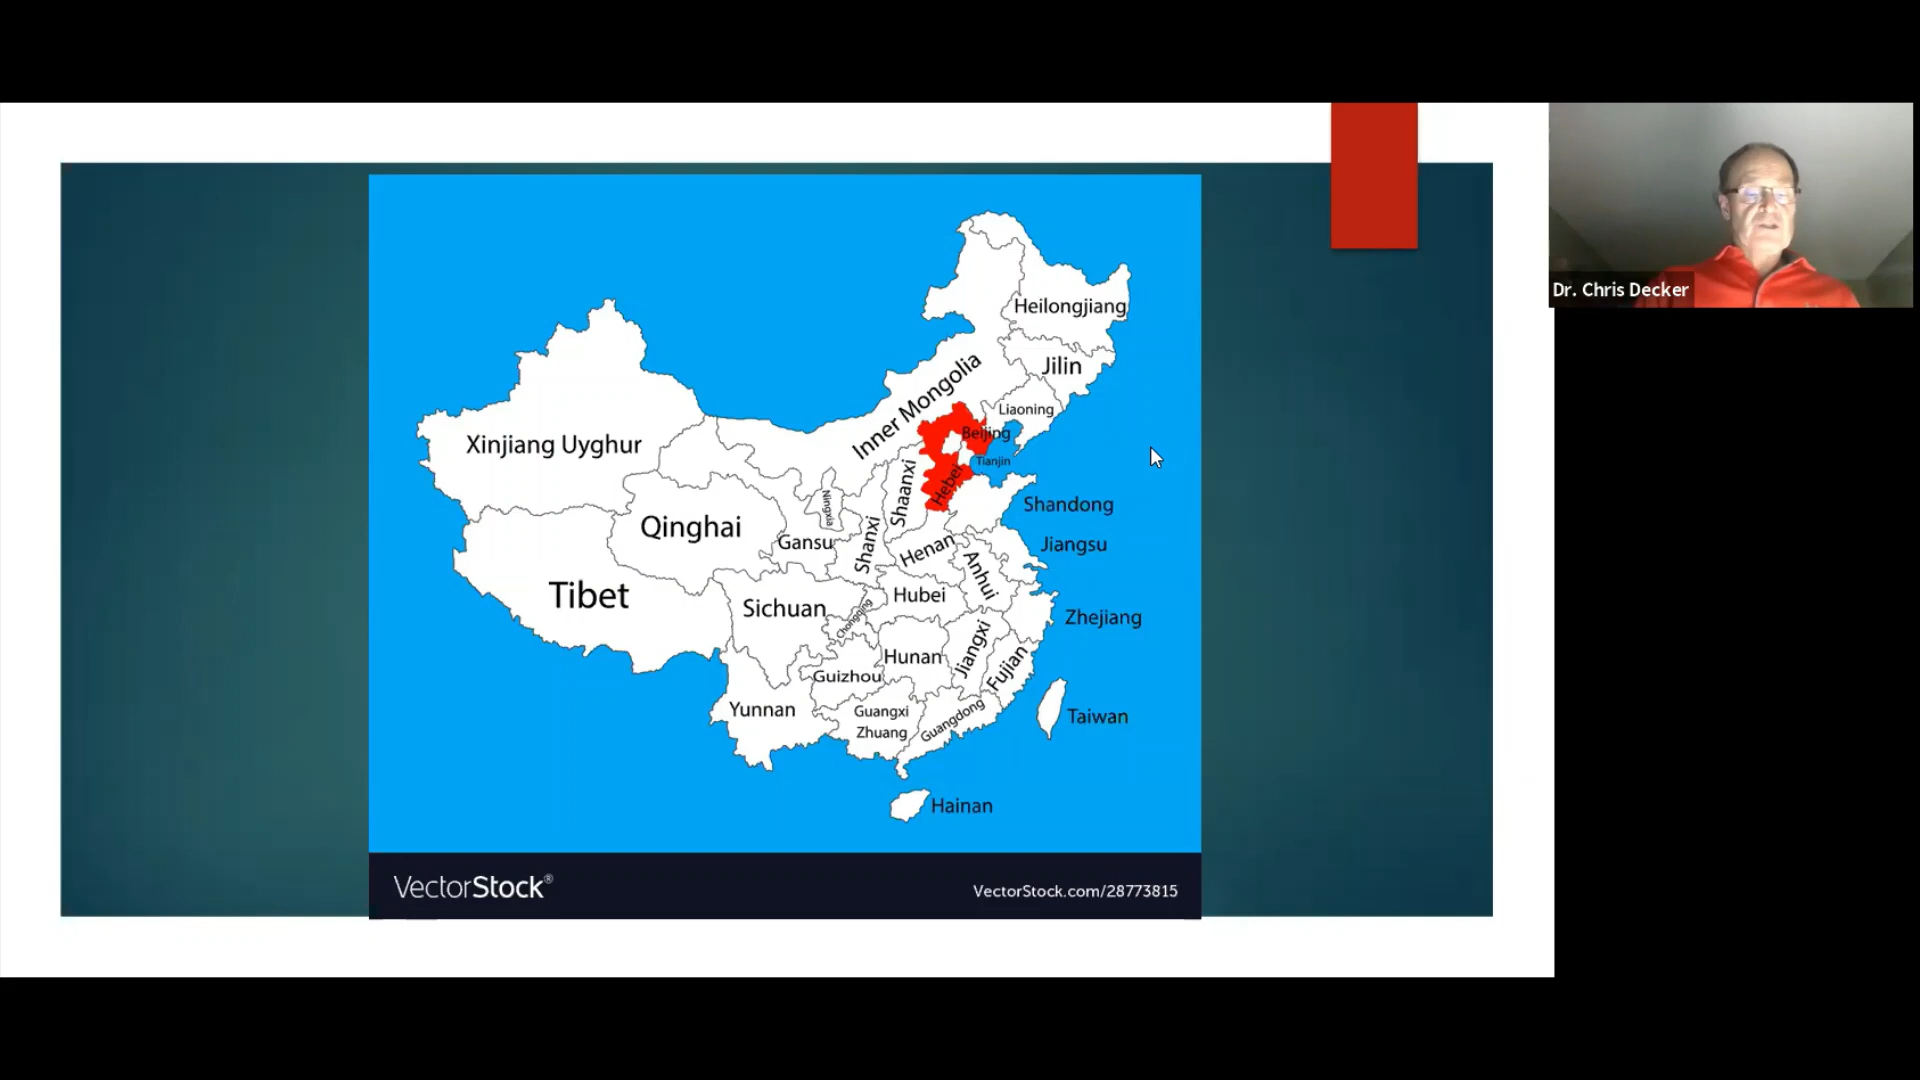 Heilongjiang
Jilin
Inner Mongolia
Liaoning
Beijing
Xinjiang Uyghur
Tianjin
Shaanxi
Hebei
Ningxia
Shandong
Qinghai
Gansu
Shanxi
Henan
Jiangsu
Anhui
Tibet
Sichuan
Chongqing
Hubei
Zhejiang
Hunan
Jiangxi
Fujian
Guizhou
Yunnan
Guangxi
Zhuang
Guangdong
Taiwan
Hainan
VectorStock®
VectorStock.com/28773815
Dr. Chris Decker